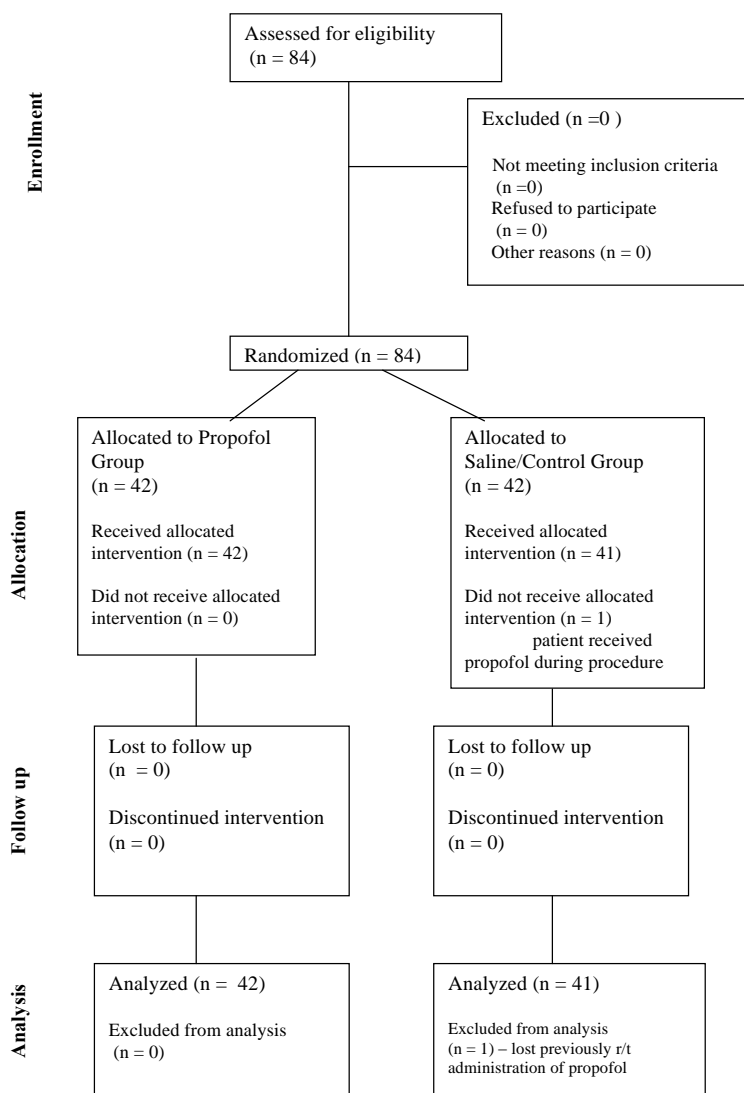 Assessed for eligibility
(n = 84)
Enrollment
Excluded (n =0 )
Not meeting inclusion criteria
(n =0)
Refused to participate
(n = 0)
Other reasons (n = 0)
Randomized (n = 84)
Allocation
Allocated to Propofol
Group
(n = 42)
Received allocated
intervention (n = 42)
Did not receive allocated
intervention (n = 0)
Allocated to
Saline/Control Group
(n = 42)
Received allocated
intervention (n = 41)
Did not receive allocated
intervention (n = 1)
patient received
propofol during procedure
Follow up
Lost to follow up
(n = 0)
Discontinued intervention
(n = 0)
Lost to follow up
(n = 0)
Discontinued intervention
(n = 0)
Analysis
Analyzed (n = 42)
Excluded from analysis
(n = 0)
Analyzed (n = 41)
Excluded from analysis
(n = 1) – lost previously r/t
administration of propofol